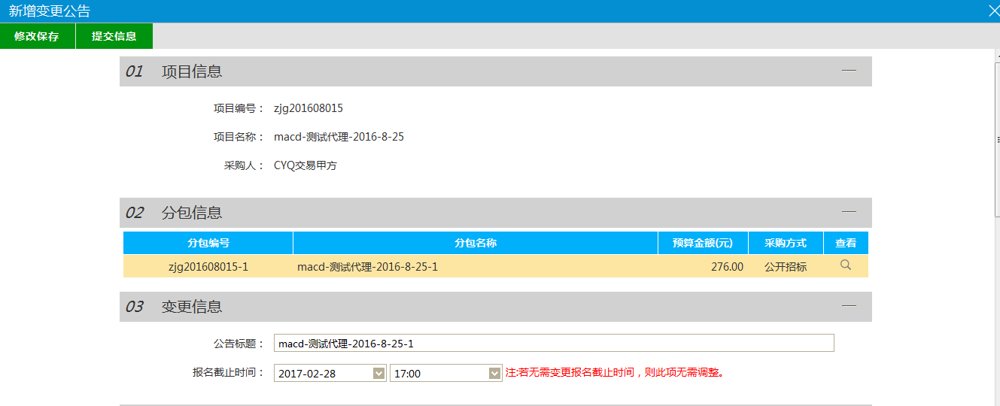 新增变更公告
修改保存 提交信息
01 项目信息
项目编号： zjg201608015
项目名称： macd-测试代理-2016-8-25
采购人： CYQ交易甲方
02 分包信息
分包编号 分包名称 预算金额(元) 采购方式 查看
zjg201608015-1 macd-测试代理-2016-8-25-1 276.00 公开招标
03 变更信息
公告标题： macd-测试代理-2016-8-25-1
报名截止时间： 2017-02-28 17:00 注:若无需变更报名截止时间，则此项无需调整。